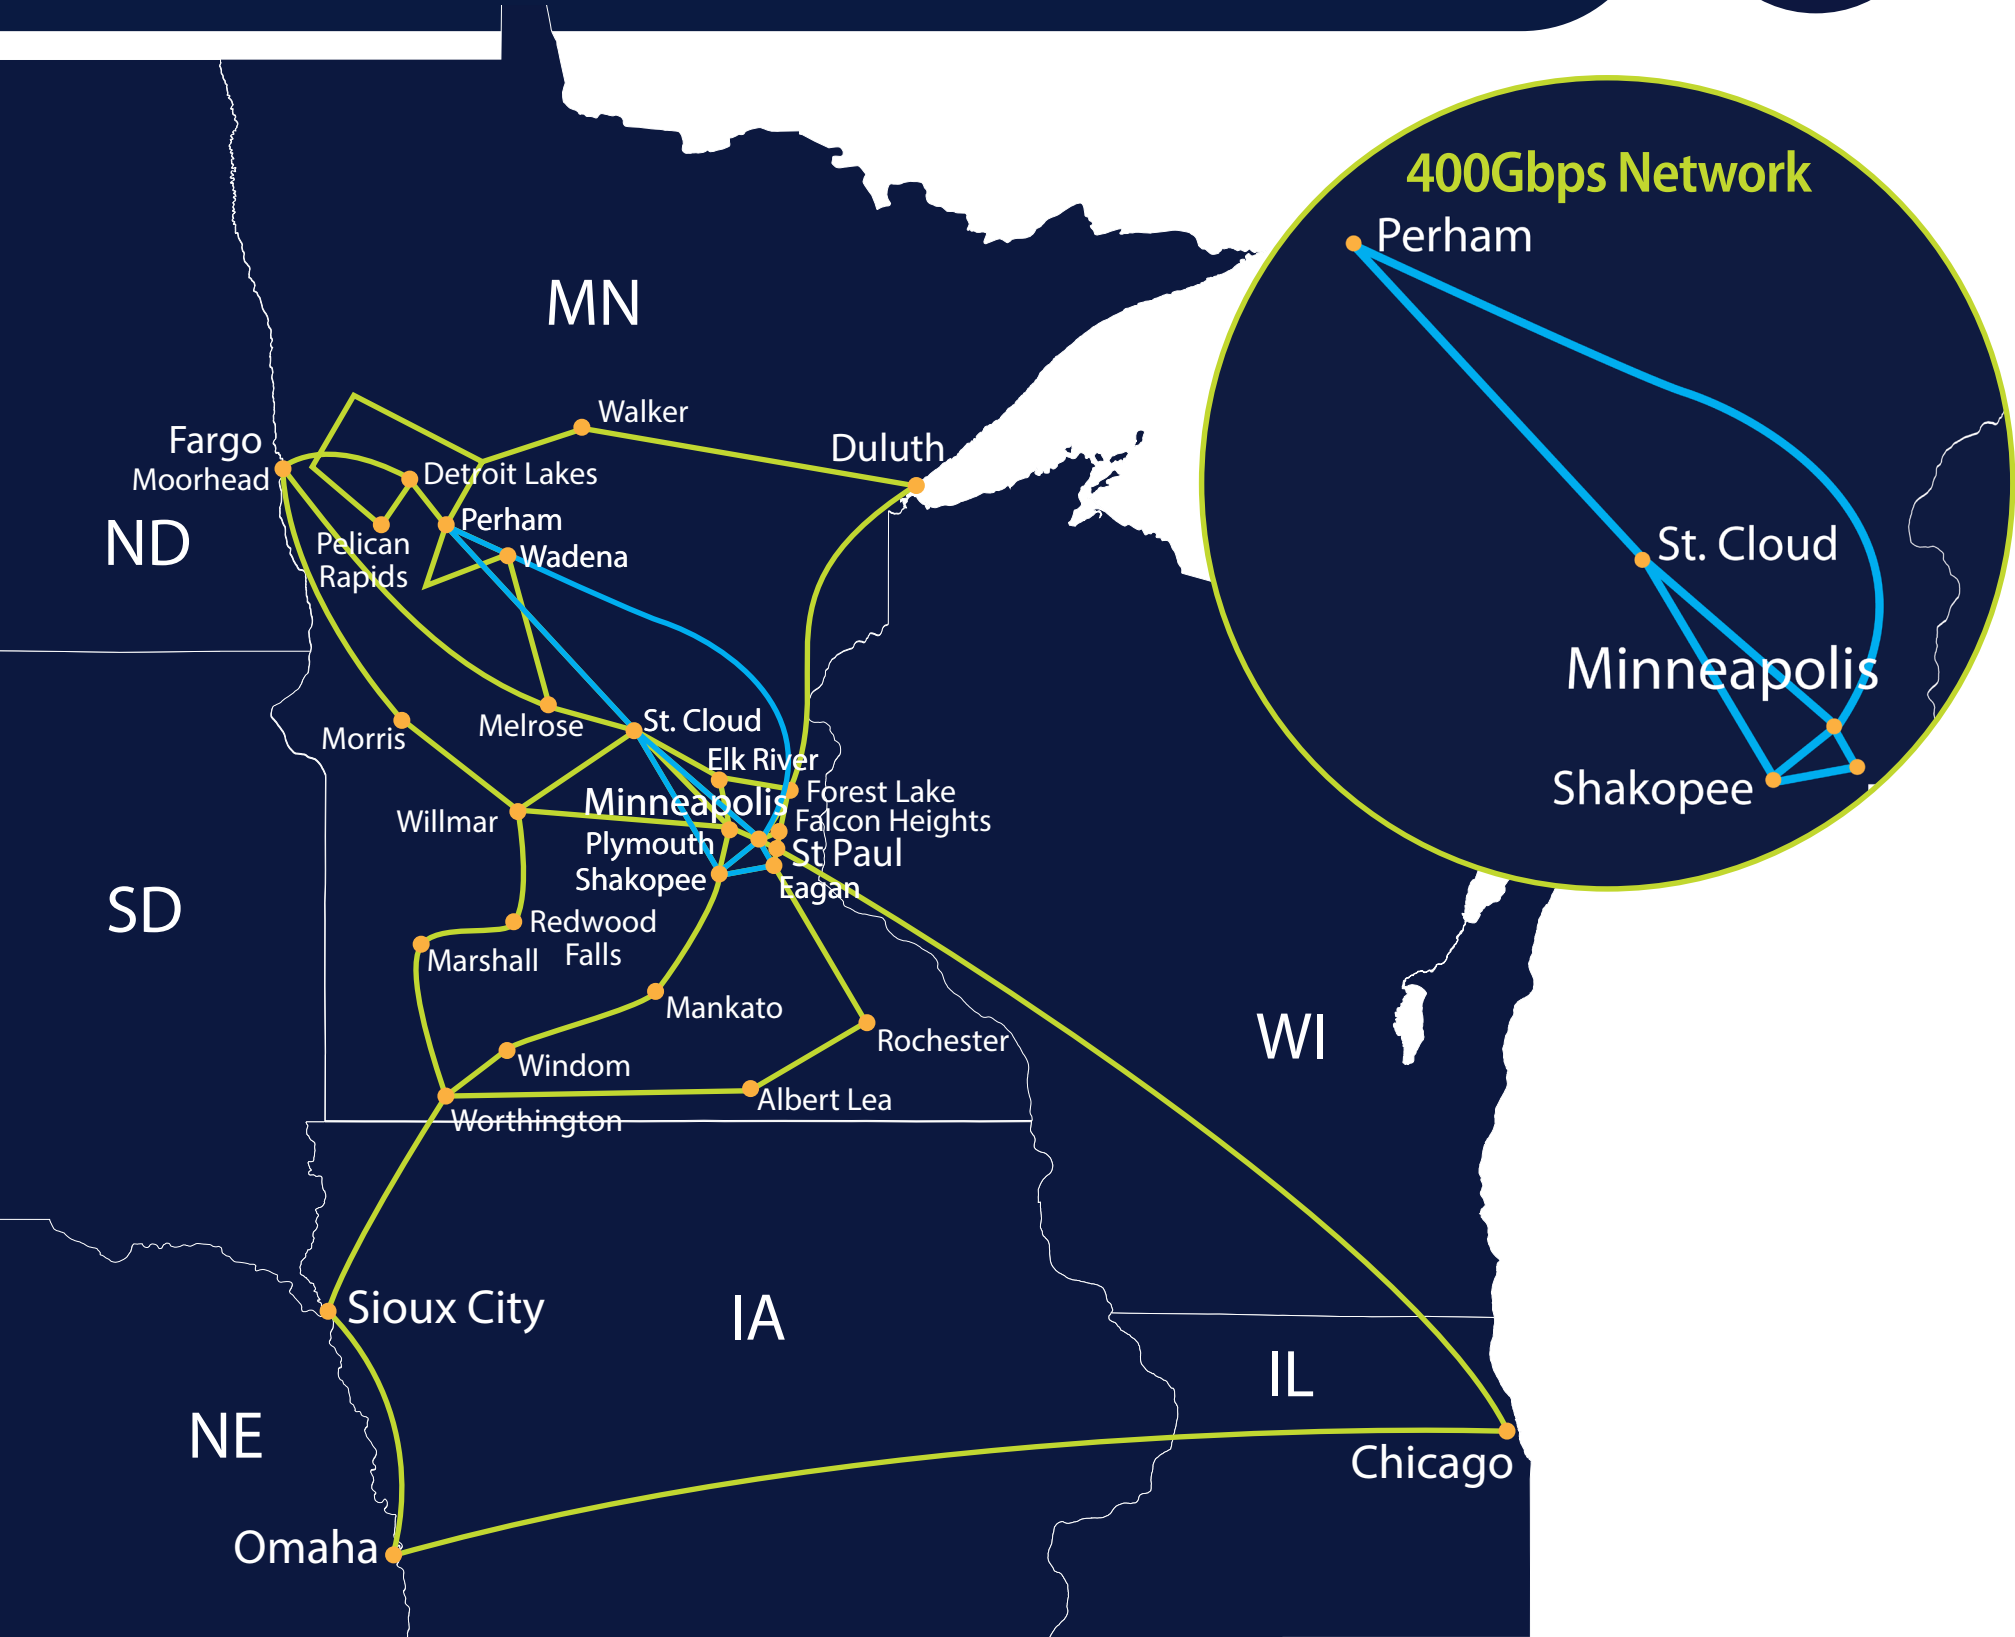 400Gbps Network
Perham
St. Cloud
Minneapolis
Shakopee
MN
Walker
Fargo
Moorhead
Duluth
Detroit Lakes
Perham
Pelican
Rapids
Wadena
ND
Morris
Melrose
St. Cloud
Elk River
Minneapolis
Forest Lake
Falcon Heights
Willmar
Plymouth
St Paul
Shakopee
Eagan
SD
Redwood
Falls
Marshall
Mankato
Rochester
WI
Windom
Albert Lea
Worthington
Sioux City
IA
IL
NE
Chicago
Omaha